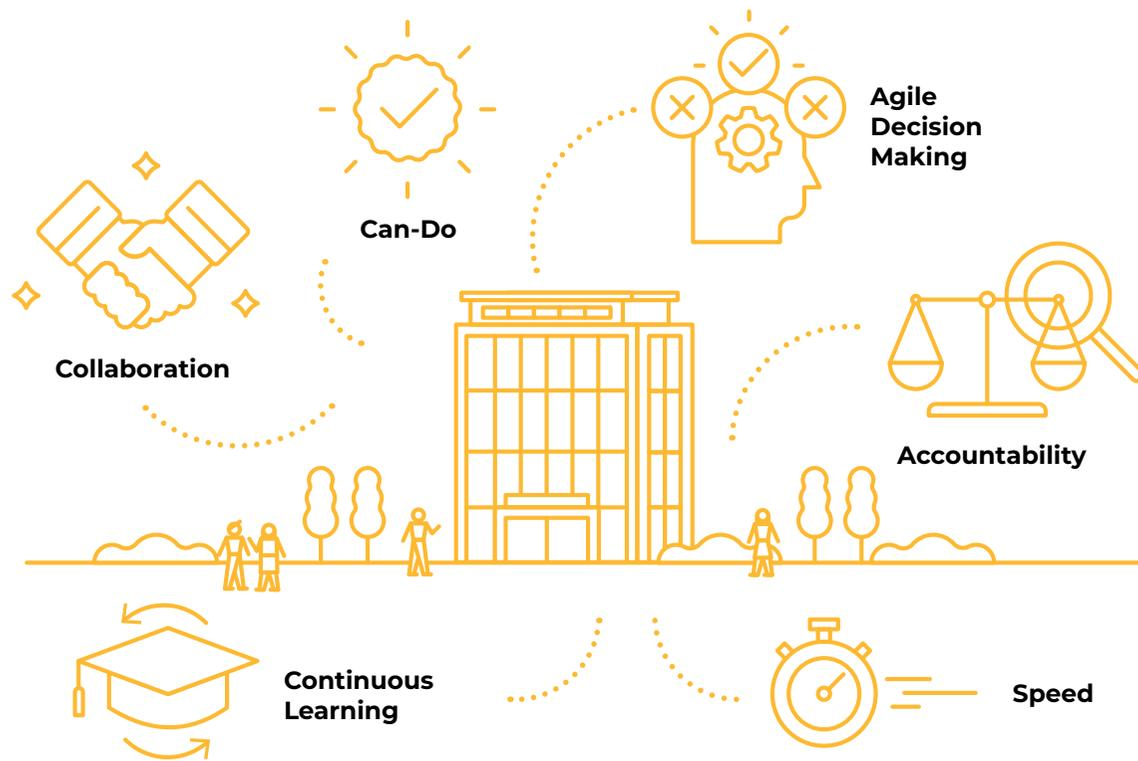 Can-Do
Agile
Decision
Making
Collaboration
Accountability
Continuous
Learning
Speed